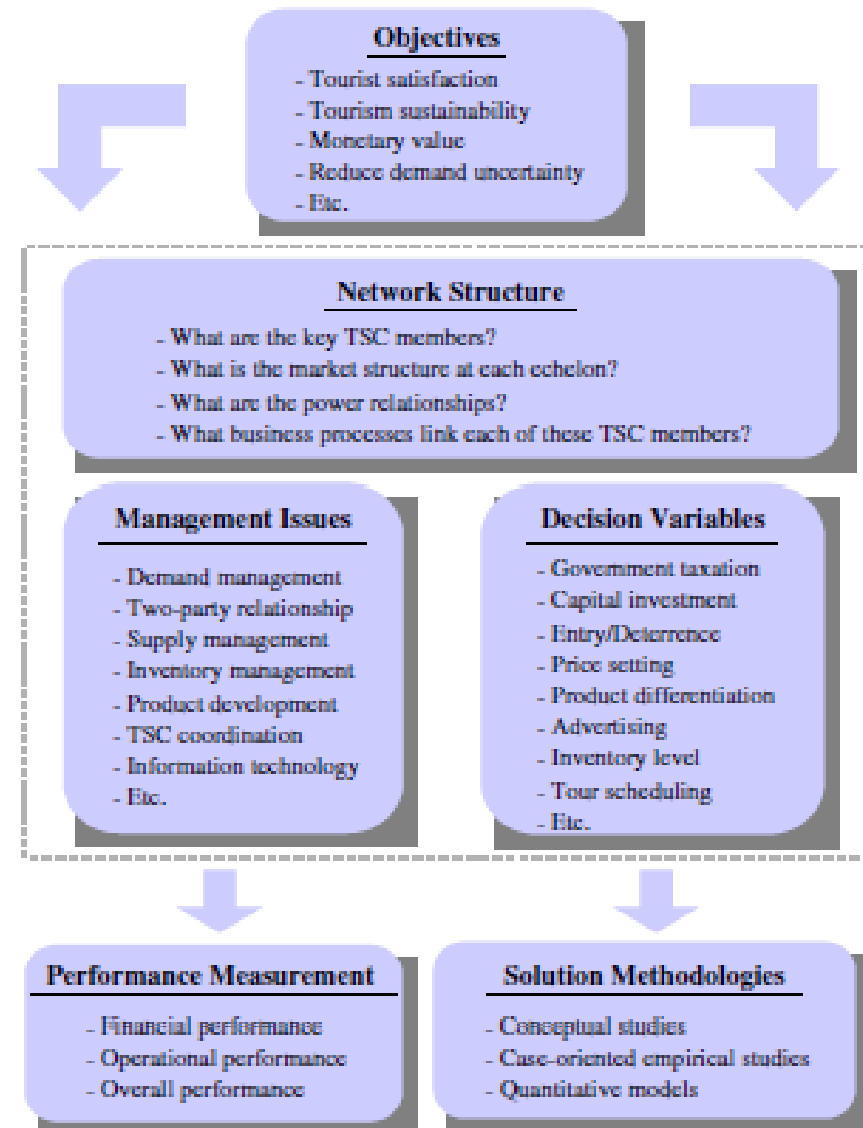 Objectives
- Tourist satisfaction
- Tourism sustainability
- Monetary value
- Reduce demand uncertainty
- Etc.
Network Structure
- What are the key TSC members?
- What is the market structure at each echelon?
- What are the power relationships?
- What business processes link each of these TSC members?
Management Issues
- Demand management
- Two-party relationship
- Supply management
- Inventory management
- Product development
- TSC coordination
- Information technology
- Etc.
Decision Variables
- Government taxation
- Capital investment
- Entry/Deterrence
- Price setting
- Product differentiation
- Advertising
- Inventory level
- Tour scheduling
- Etc.
Performance Measurement
- Financial performance
- Operational performance
- Overall performance
Solution Methodologies
- Conceptual studies
- Case-oriented empirical studies
- Quantitative models